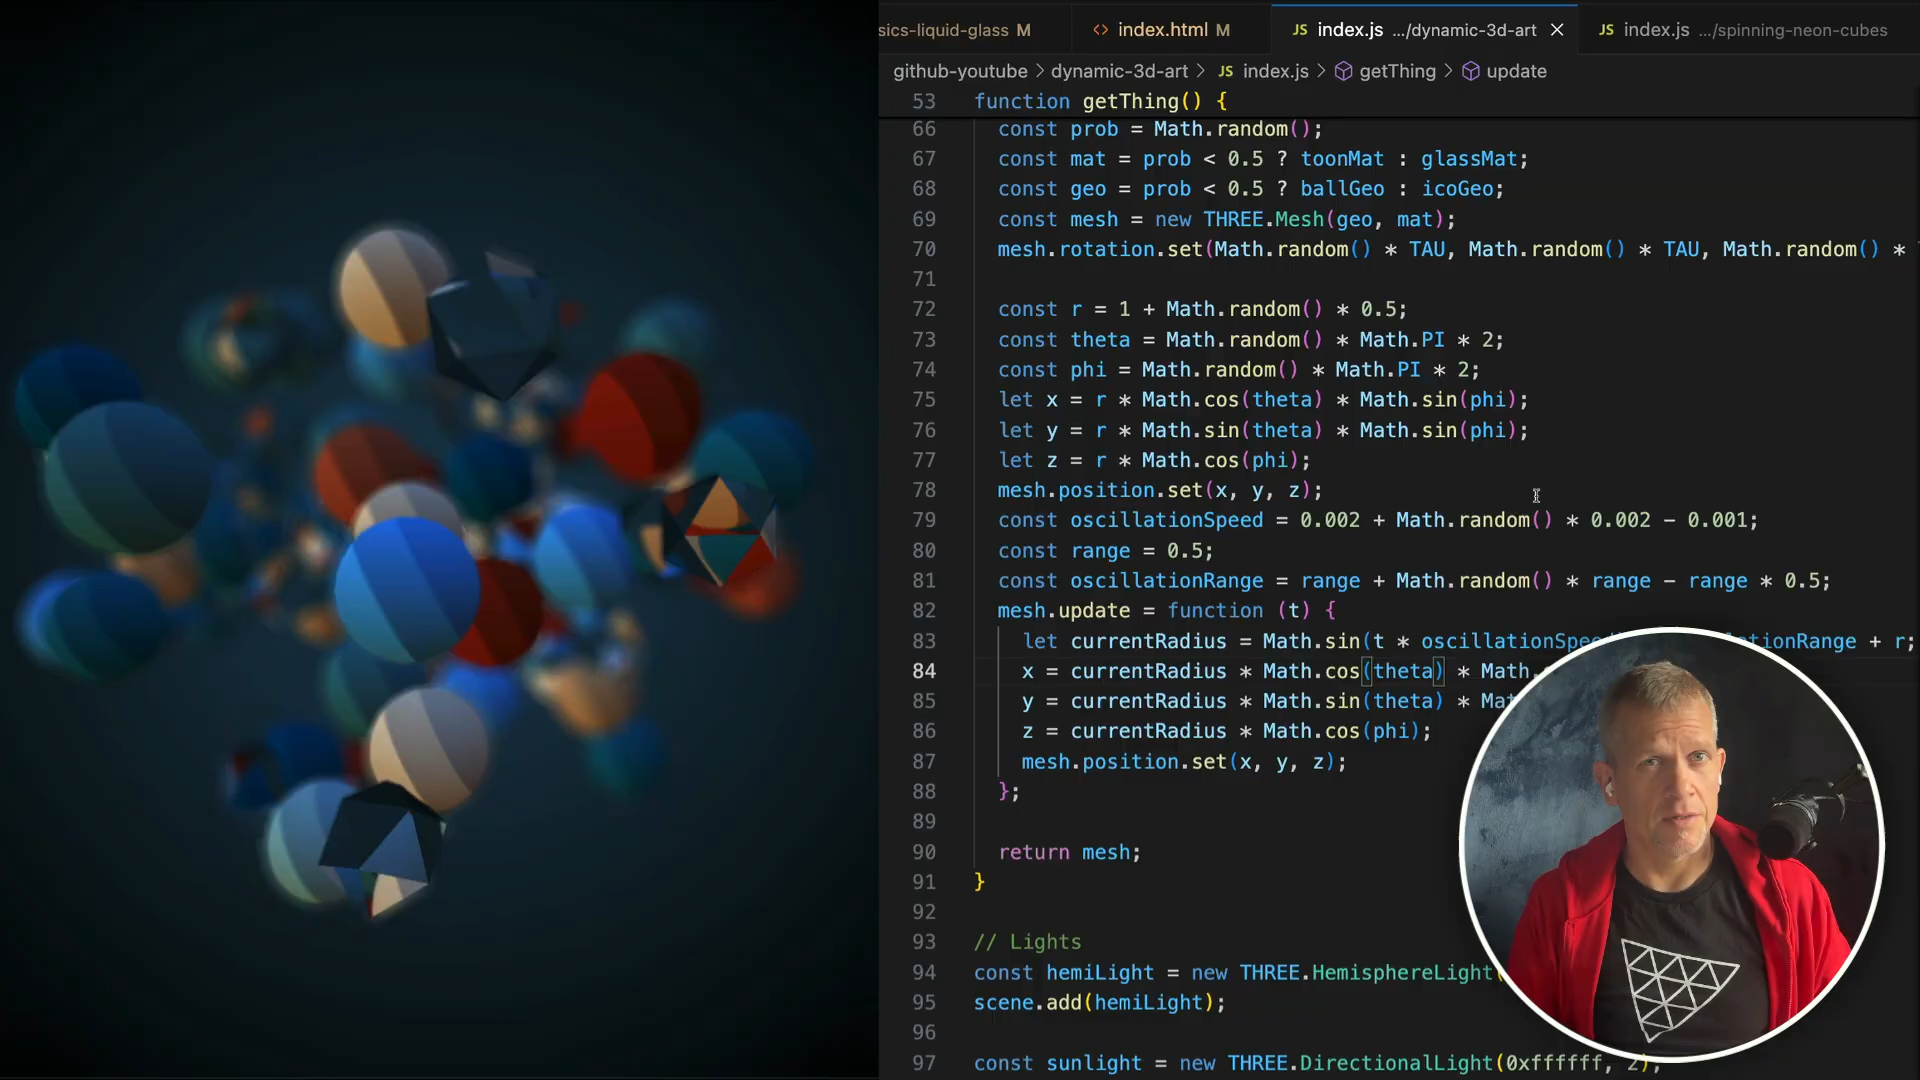 sics-liquid-glass M
<> index.html M
JS index.js .../dynamic-3d-art ×
JS index.js .../spinning-neon-cubes
github-youtube > dynamic-3d-art > JS index.js > getThing > update
53 function getThing() {
66 const prob = Math.random();
67 const mat = prob < 0.5 ? toonMat : glassMat;
68 const geo = prob < 0.5 ? ballGeo : icoGeo;
69 const mesh = new THREE.Mesh(geo, mat);
70 mesh.rotation.set(Math.random() * TAU, Math.random() * TAU, Math.random() *
71
72 const r = 1 + Math.random() * 0.5;
73 const theta = Math.random() * Math.PI * 2;
74 const phi = Math.random() * Math.PI * 2;
75 let x = r * Math.cos(theta) * Math.sin(phi);
76 let y = r * Math.sin(theta) * Math.sin(phi);
77 let z = r * Math.cos(phi);
78 mesh.position.set(x, y, z);
79 const oscillationSpeed = 0.002 + Math.random() * 0.002 - 0.001;
80 const range = 0.5;
81 const oscillationRange = range + Math.random() * range - range * 0.5;
82 mesh.update = function (t) {
83 let currentRadius = Math.sin(t * oscillationSpe lationRange + r;
84 x = currentRadius * Math.cos(theta) * Math.
85 y = currentRadius * Math.sin(theta) * Mat
86 z = currentRadius * Math.cos(phi);
87 mesh.position.set(x, y, z);
88 };
89
90 return mesh;
91 }
92
93 // Lights
94 const hemiLight = new THREE.HemisphereLight(
95 scene.add(hemiLight);
96
97 const sunlight = new THREE.DirectionalLight(0xffffff, 2);